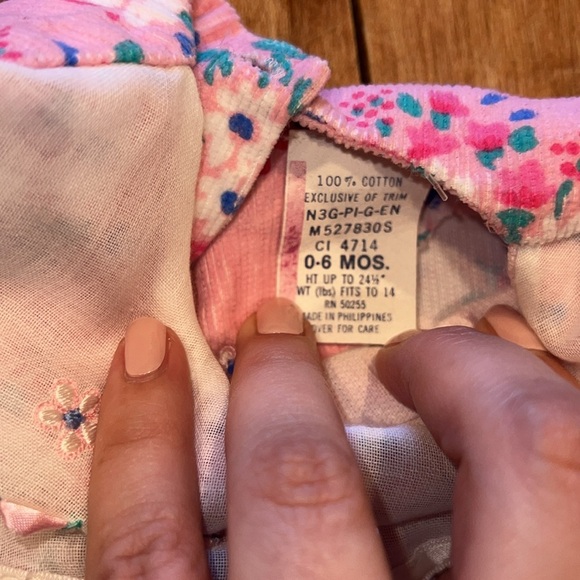 100% COTTON
EXCLUSIVE OF TRIM
N3G-PI-G-EN
M527830S
CI 4714
0-6 MOS.
HT UP TO 24½"
WT (lbs) FITS TO 14
RN 50255
MADE IN PHILIPPINES
OVER FOR CARE